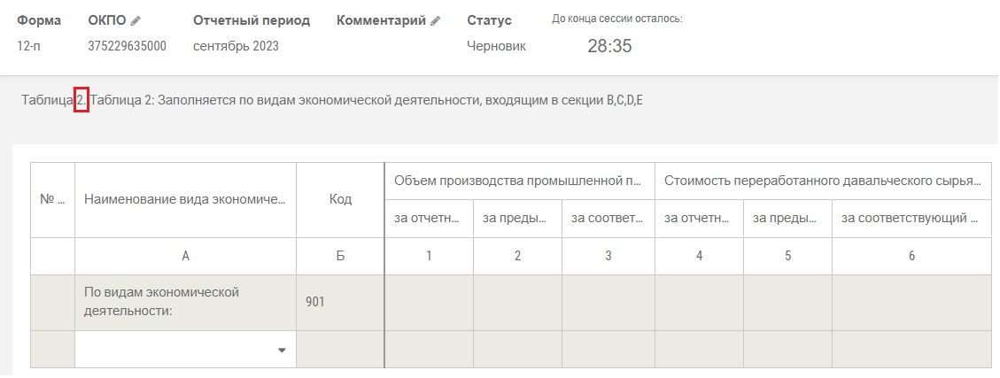 Форма ОКПО Отчетный период Комментарий Статус До конца сессии осталось:
12-п 375229635000 сентябрь 2023 Черновик 28:35
Таблица 2. Таблица 2: Заполняется по видам экономической деятельности, входящим в секции B,C,D,E
№ ... Наименование вида экономиче... Код Объем производства промышленной п... Стоимость переработанного давальческого сырья...
за отчетн... за преды... за соответ... за отчетн... за преды... за соответствующий ...
А Б 1 2 3 4 5 6
По видам экономической
деятельности:
901